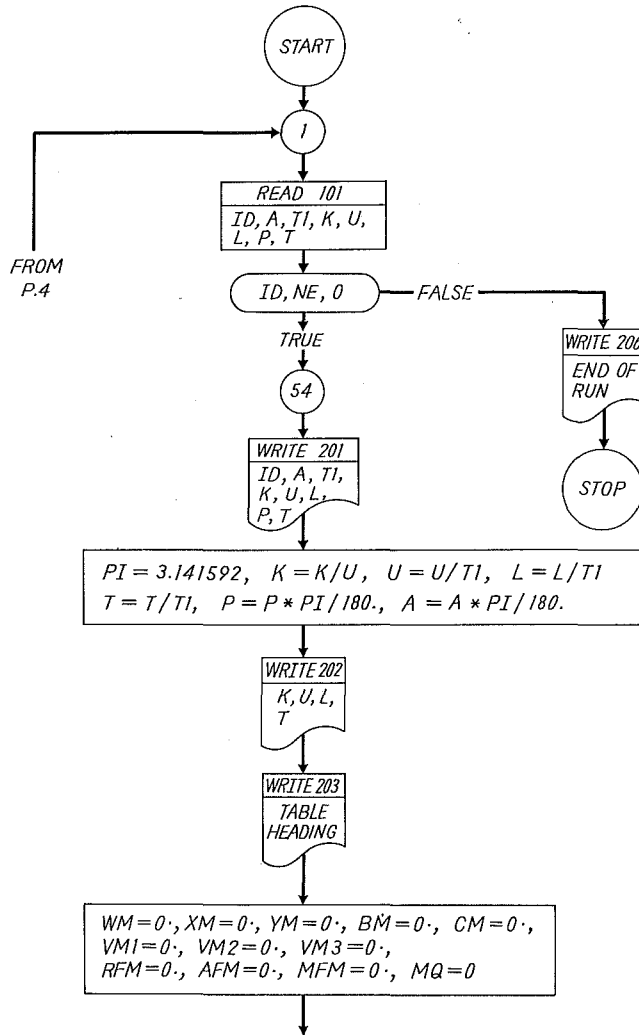 START
1
READ 101
ID, A, T1, K, U,
L, P, T
FROM
P.4
ID, NE, 0
FALSE
TRUE
WRITE 206
END OF
RUN
54
STOP
WRITE 201
ID, A, T1,
K, U, L,
P, T
PI = 3.141592, K = K/U, U = U/T1, L = L/T1
T = T/T1, P = P * PI/180., A = A * PI/180.
WRITE 202
K, U, L,
T
WRITE 203
TABLE
HEADING
WM=0., XM=0., YM=0., BM=0., CM=0.,
VM1=0., VM2=0., VM3=0.,
RFM=0., AFM=0., MFM=0., MQ=0